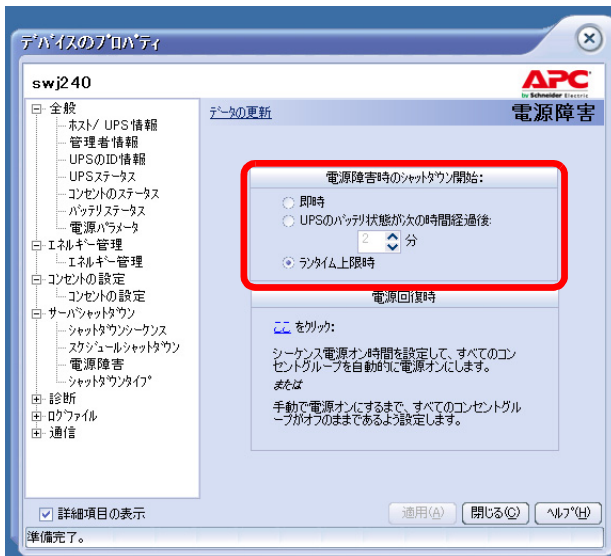 デバイスのプロパティ
swj240
APC
by Schneider Electric
電源障害
データの更新
全般
ホスト/ UPS情報
管理者情報
UPSのID情報
UPSステータス
コンセントのステータス
バッテリステータス
電源パラメータ
エネルギー管理
エネルギー管理
コンセントの設定
コンセントの設定
サーバシャットダウン
シャットダウンシーケンス
スケジュールシャットダウン
電源障害
シャットダウンタイプ
診断
ログファイル
通信
電源障害時のシャットダウン開始:
即時
UPSのバッテリ状態が次の時間経過後:
2 分
ランタイム上限時
電源回復時
ここ をクリック:
シーケンス電源オン時間を設定して、すべてのコン
セントグループを自動的に電源オンにします。
または
手動で電源オンにするまで、すべてのコンセントグル
ープがオフのままであるよう設定します。
詳細項目の表示
適用(A)
閉じる(C)
ヘルプ(H)
準備完了。